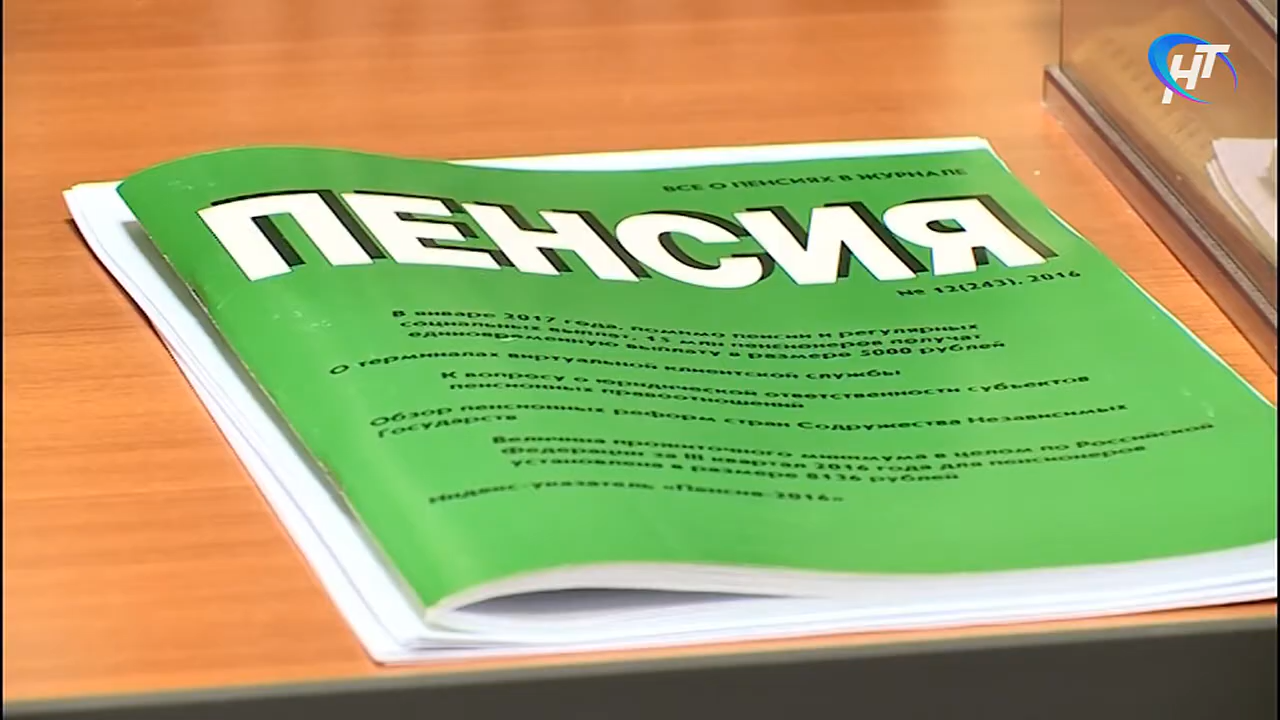 НТ
ВСЕ О ПЕНСИЯХ В ЖУРНАЛЕ
ПЕНСИЯ
№ 12(243), 2016
В январе 2017 года, помимо пенсии и регулярных
социальных выплат, 15 млн пенсионеров получат
единовременную выплату в размере 5000 рублей
О терминалах виртуальной клиентской службы
К вопросу о юридической ответственности субъектов
пенсионных правоотношений
Обзор пенсионных реформ стран Содружества Независимых
Государств
Величина прожиточного минимума в целом по Российской
Федерации за III квартал 2016 года для пенсионеров
установлена в размере 8136 рублей
Индекс-указатель «Пенсия-2016»